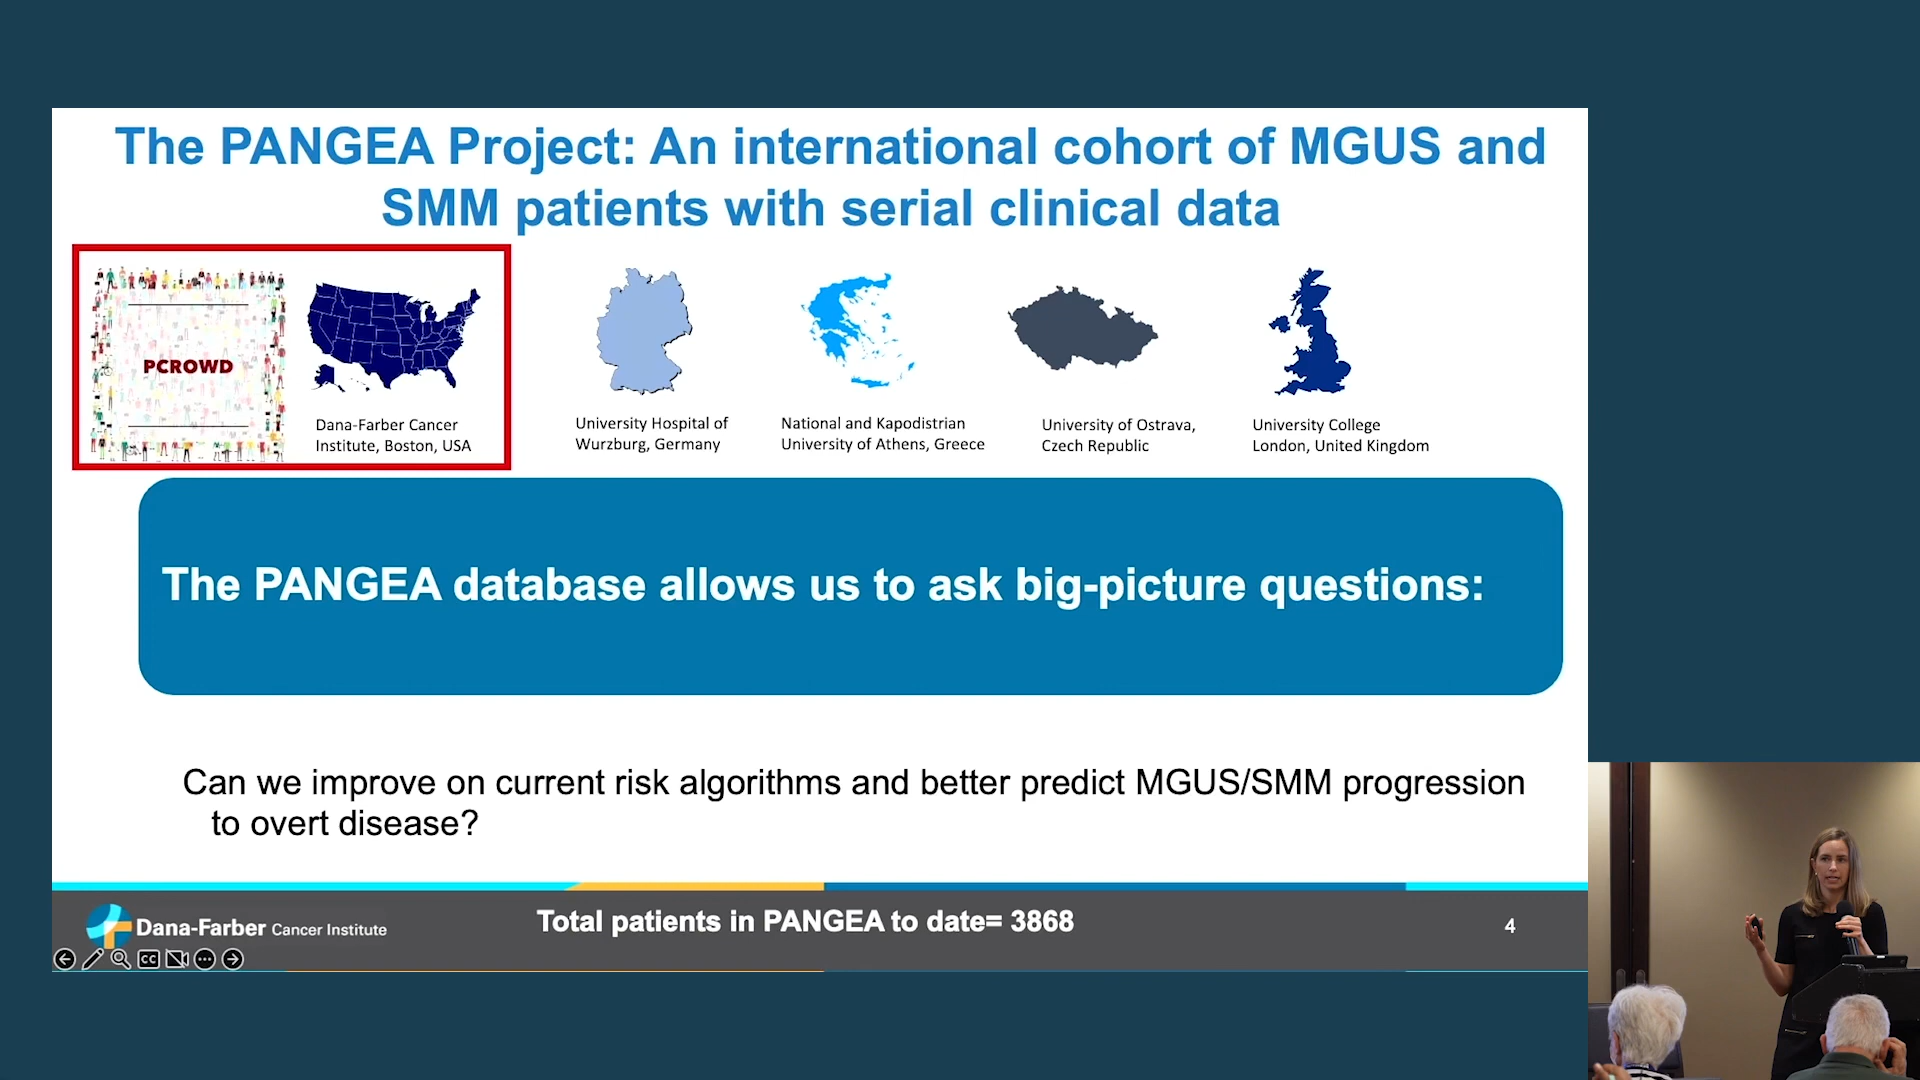 The PANGEA Project: An international cohort of MGUS and
SMM patients with serial clinical data
PCROWD
Dana-Farber Cancer
Institute, Boston, USA
University Hospital of
Wurzburg, Germany
National and Kapodistrian
University of Athens, Greece
University of Ostrava,
Czech Republic
University College
London, United Kingdom
The PANGEA database allows us to ask big-picture questions:
Can we improve on current risk algorithms and better predict MGUS/SMM progression
to overt disease?
Dana-Farber Cancer Institute
Total patients in PANGEA to date= 3868
4
CC